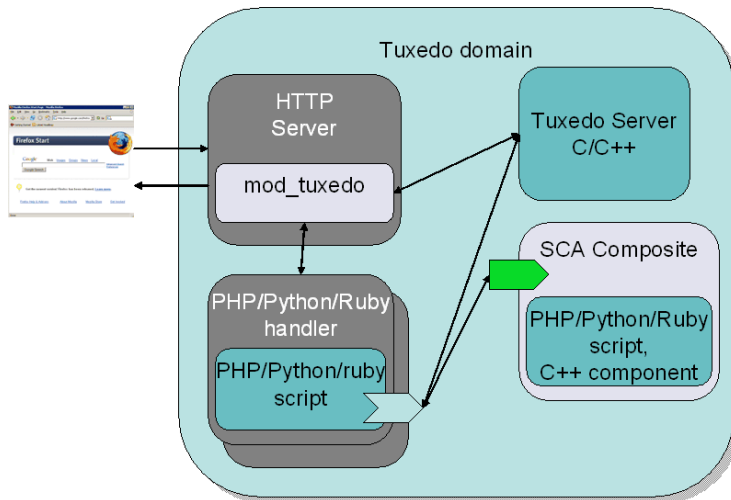 Tuxedo domain
HTTP
Server
mod_tuxedo
Tuxedo Server
C/C++
Firefox Start
Google
SCA Composite
PHP/Python/Ruby
script,
C++ component
PHP/Python/Ruby
handler
PHP/Python/ruby
script